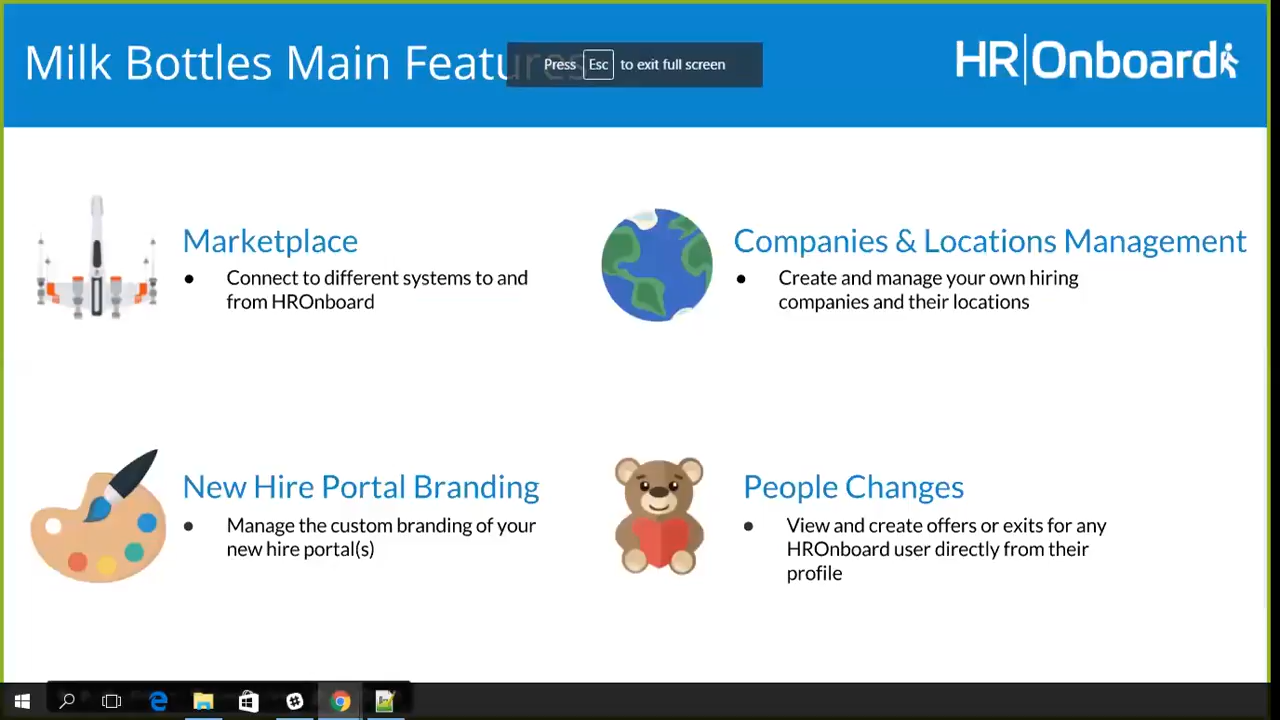 Milk Bottles Main Features
Press Esc to exit full screen
HR Onboard
Marketplace
● Connect to different systems to and
from HROnboard
Companies & Locations Management
● Create and manage your own hiring
companies and their locations
New Hire Portal Branding
● Manage the custom branding of your
new hire portal(s)
People Changes
● View and create offers or exits for any
HROnboard user directly from their
profile